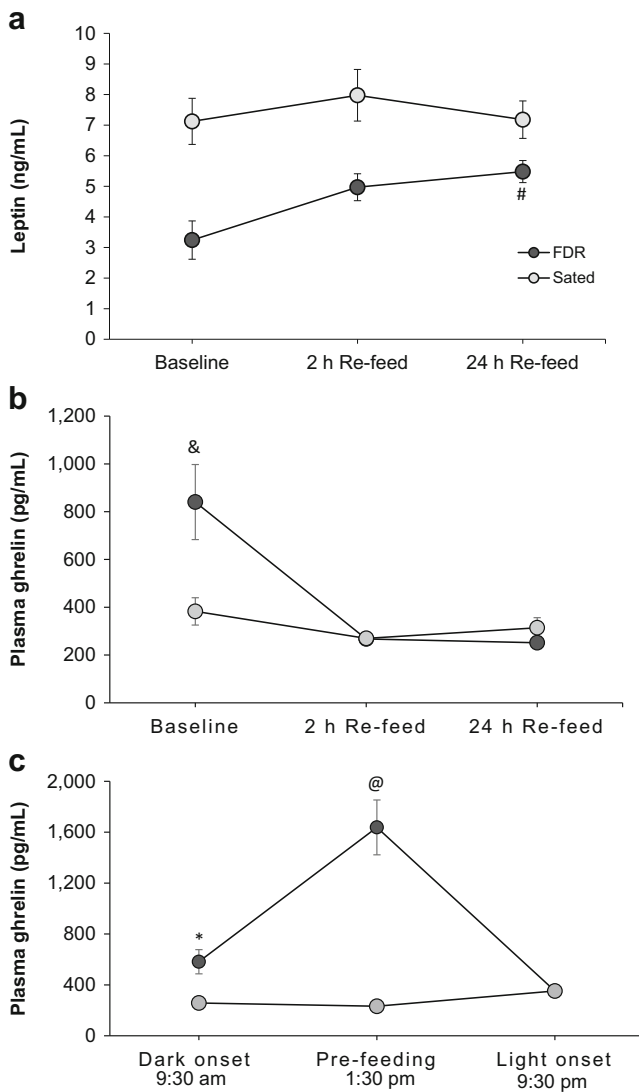 a
Leptin (ng/mL)
10
9
8
7
6
5
4
3
2
1
0
#
FDR
Sated
Baseline 2 h Re-feed 24 h Re-feed
b
Plasma ghrelin (pg/mL)
1,200
1,000
800
600
400
200
0
&
Baseline 2 h Re-feed 24 h Re-feed
c
Plasma ghrelin (pg/mL)
2,000
1,600
1,200
800
400
0
*
@
Dark onset Pre-feeding Light onset
9:30 am 1:30 pm 9:30 pm